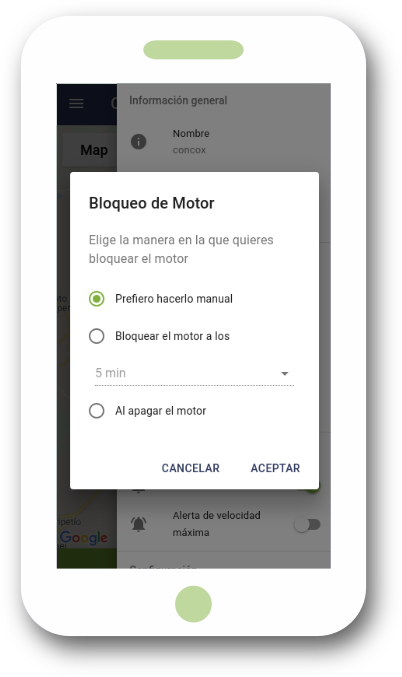 Información general
Nombre
concox
Map
Bloqueo de Motor
Elige la manera en la que quieres
bloquear el motor
Prefiero hacerlo manual
Bloquear el motor a los
5 min
Al apagar el motor
CANCELAR ACEPTAR
Alerta de velocidad
máxima
Google